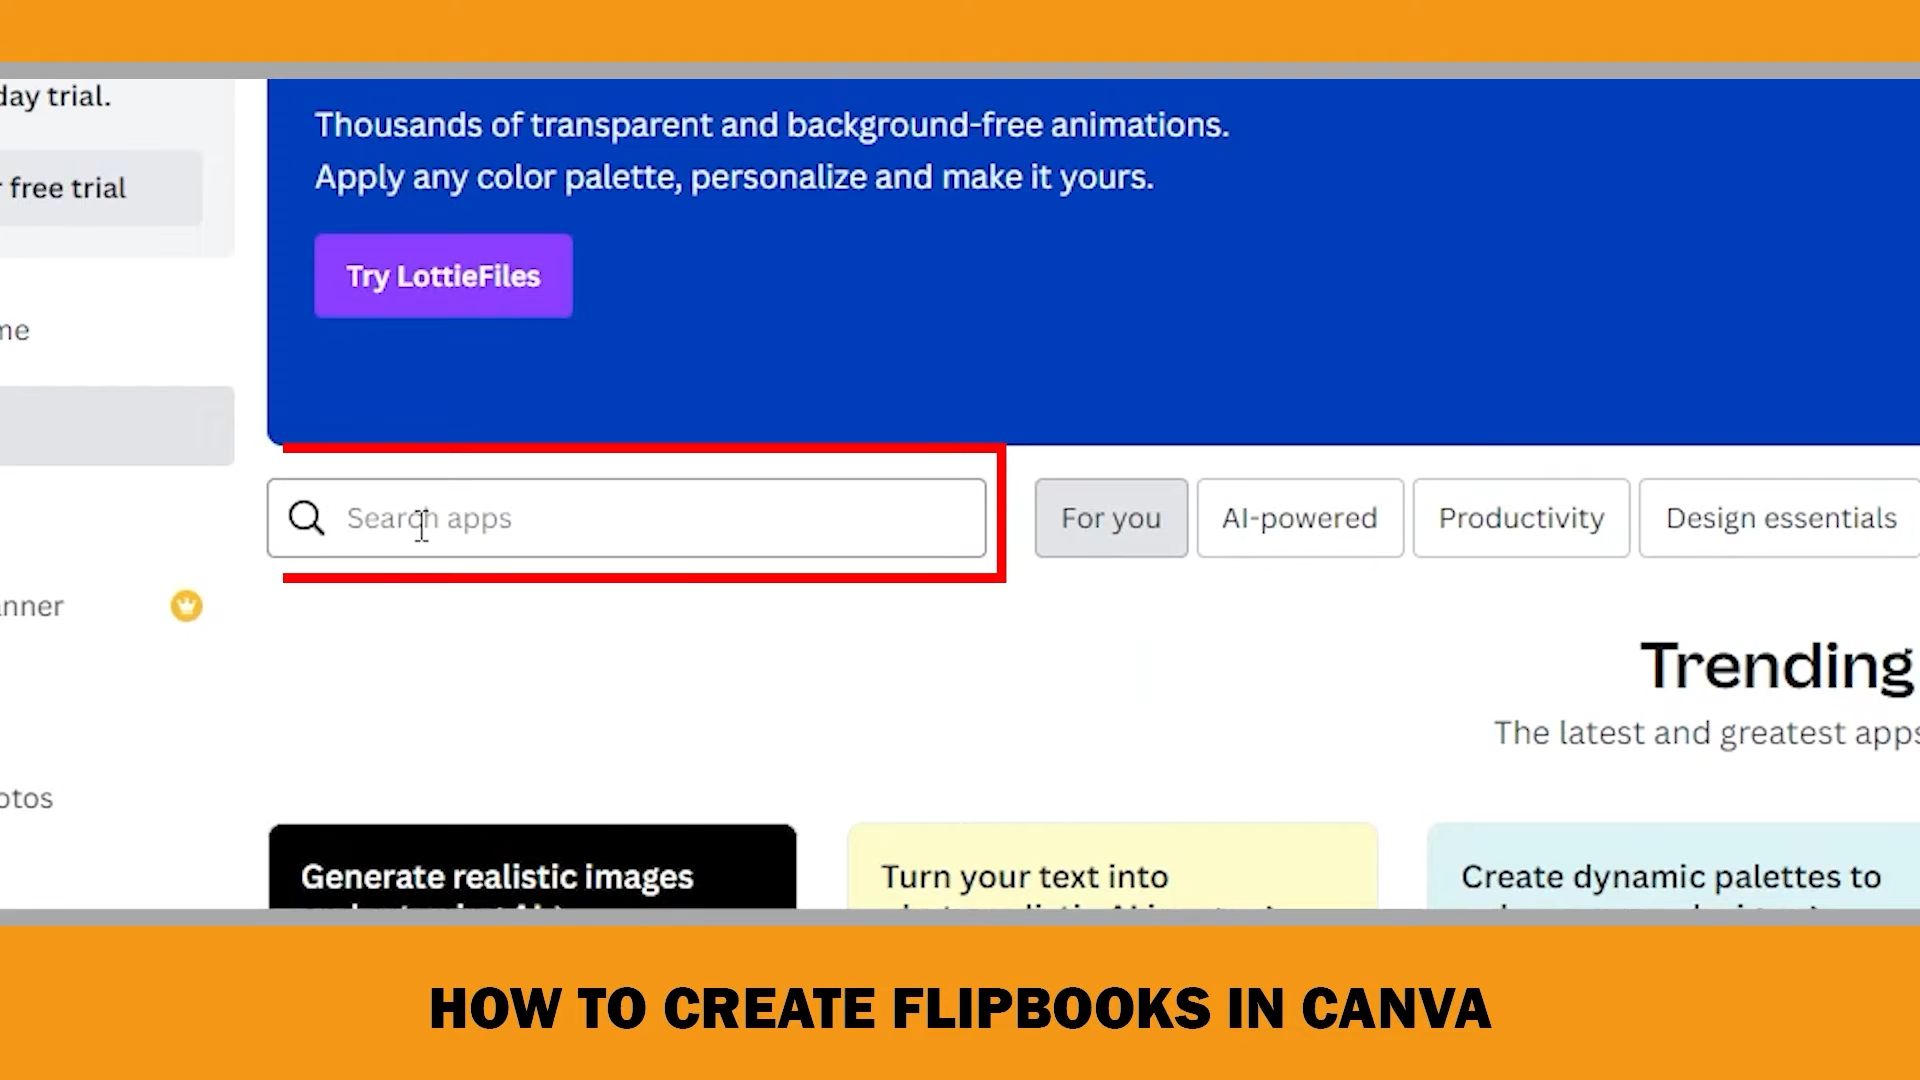 day trial.
Thousands of transparent and background-free animations.
Apply any color palette, personalize and make it yours.
free trial
Try LottieFiles
me
Search apps
For you
AI-powered
Productivity
Design essentials
anner
Trending
The latest and greatest apps
otos
Generate realistic images
Turn your text into
Create dynamic palettes to
HOW TO CREATE FLIPBOOKS IN CANVA